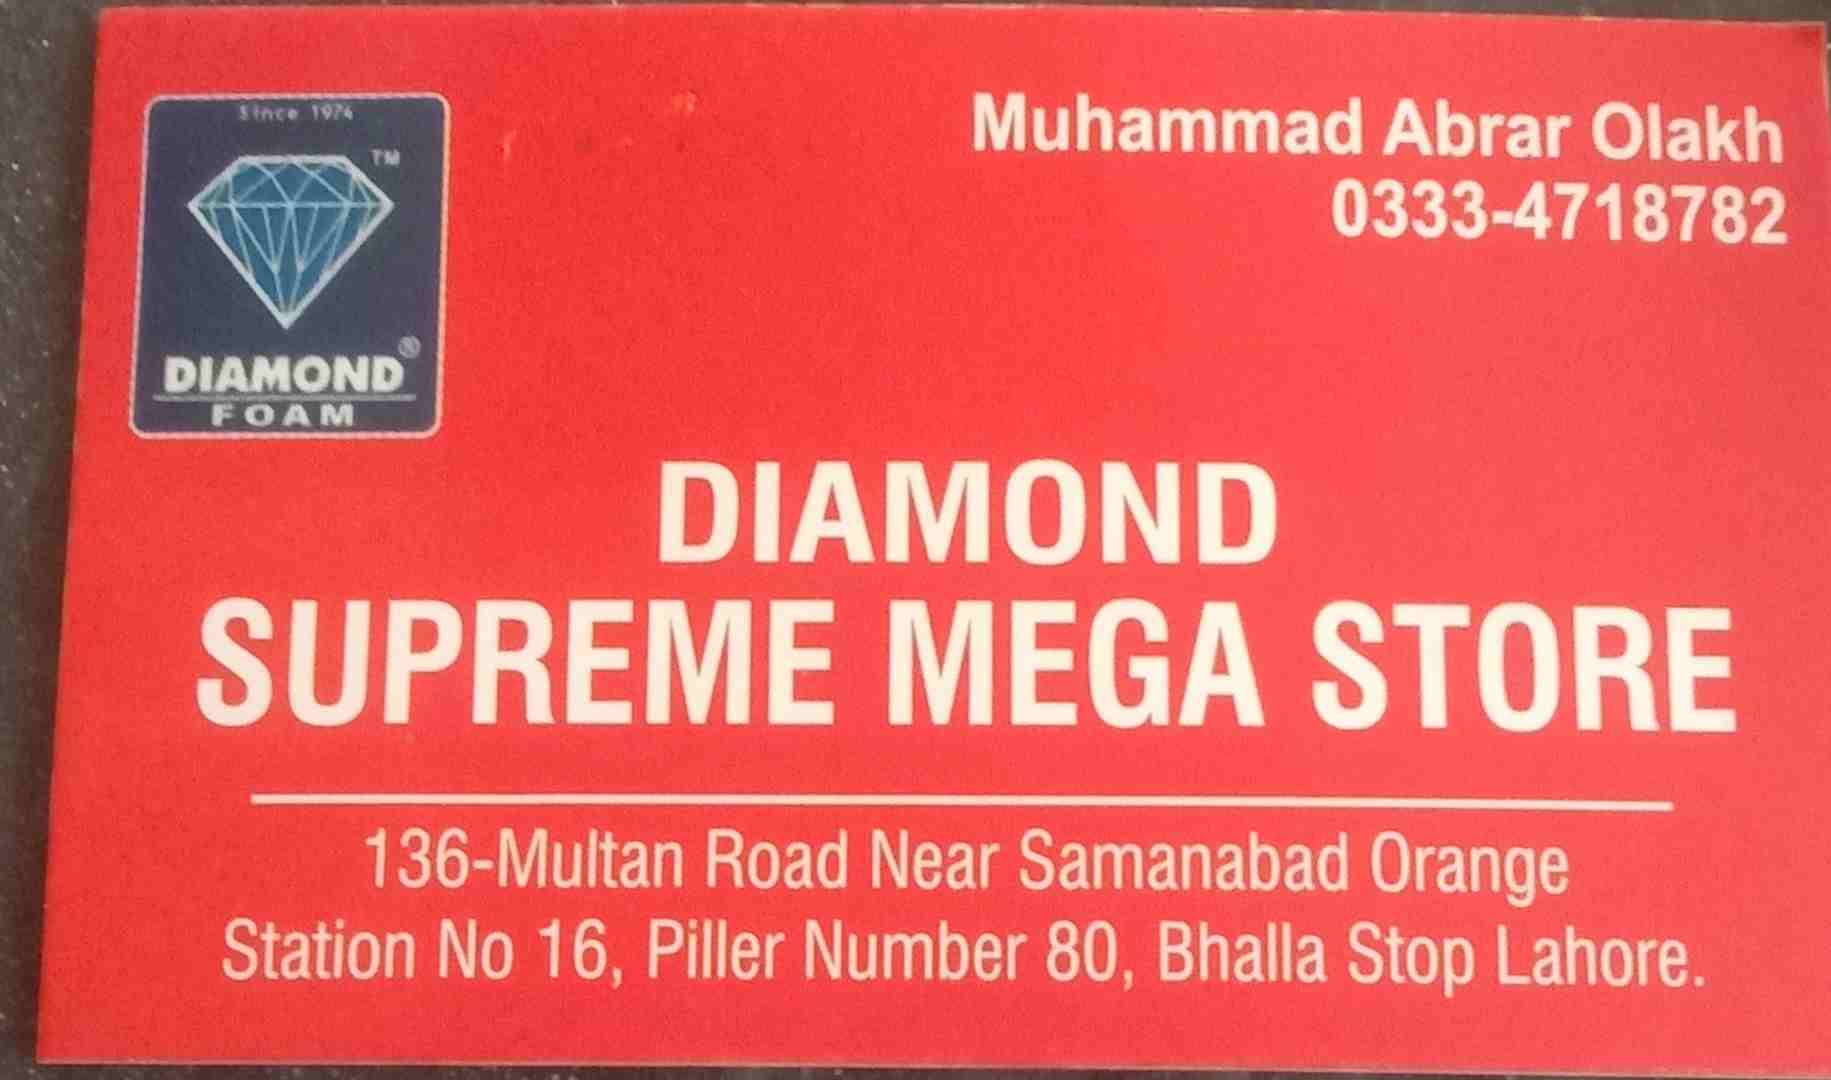 Since 1974
TM
DIAMOND®
FOAM
Muhammad Abrar Olakh
0333-4718782
DIAMOND
SUPREME MEGA STORE
136-Multan Road Near Samanabad Orange
Station No 16, Piller Number 80, Bhalla Stop Lahore.